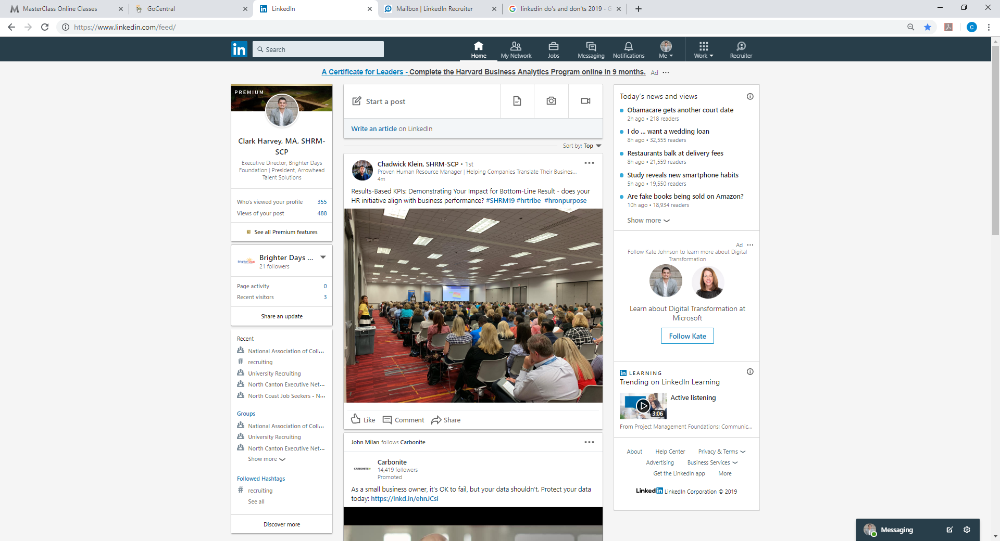 MasterClass Online Classes
GoCentral
LinkedIn
Mailbox | LinkedIn Recruiter
linkedin do's and don'ts 2019 - G
https://www.linkedin.com/feed/
C
in
Search
Home
My Network
Jobs
Messaging
Notifications
Me
Work
Recruiter
A Certificate for Leaders - Complete the Harvard Business Analytics Program online in 9 months.
Ad
PREMIUM
Clark Harvey, MA, SHRM-
SCP
Executive Director, Brighter Days
Foundation | President, Arrowhead
Talent Solutions
Who's viewed your profile 355
Views of your post 488
See all Premium features
Brighter Days
Brighter Days ...
21 followers
Page activity 0
Recent visitors 3
Share an update
Recent
National Association of Coll...
# recruiting
University Recruiting
North Canton Executive Net...
North Coast Job Seekers - N...
Groups
National Association of Coll...
University Recruiting
North Canton Executive Net...
Show more
Followed Hashtags
# recruiting
See all
Discover more
Start a post
Write an article on LinkedIn
Sort by: Top
Chadwick Klein, SHRM-SCP • 1st
Proven Human Resource Manager | Helping Companies Translate Their Busines...
4m
Results-Based KPIs: Demonstrating Your Impact for Bottom-Line Result - does your
HR initiative align with business performance? #SHRM19 #hrtribe #hronpurpose
Like
Comment
Share
John Milan follows Carbonite
CARBONITE
Carbonite
14,419 followers
Promoted
As a small business owner, it's OK to fail, but your data shouldn't. Protect your data
today: https://lnkd.in/ehnJCsi
Today's news and views
Obamacare gets another court date
2h ago • 218 readers
I do ... want a wedding loan
8h ago • 32,555 readers
Restaurants balk at delivery fees
8h ago • 21,559 readers
Study reveals new smartphone habits
5h ago • 19,550 readers
Are fake books being sold on Amazon?
10h ago • 18,934 readers
Show more
Ad
Follow Kate Johnson to learn more about Digital
Transformation
Learn about Digital Transformation at
Microsoft
Follow Kate
in LEARNING
Trending on LinkedIn Learning
Active listening
3:06
From Project Management Foundations: Communic...
About
Help Center
Privacy & Terms
Advertising
Business Services
Get the LinkedIn app
More
Linked in LinkedIn Corporation © 2019
Messaging